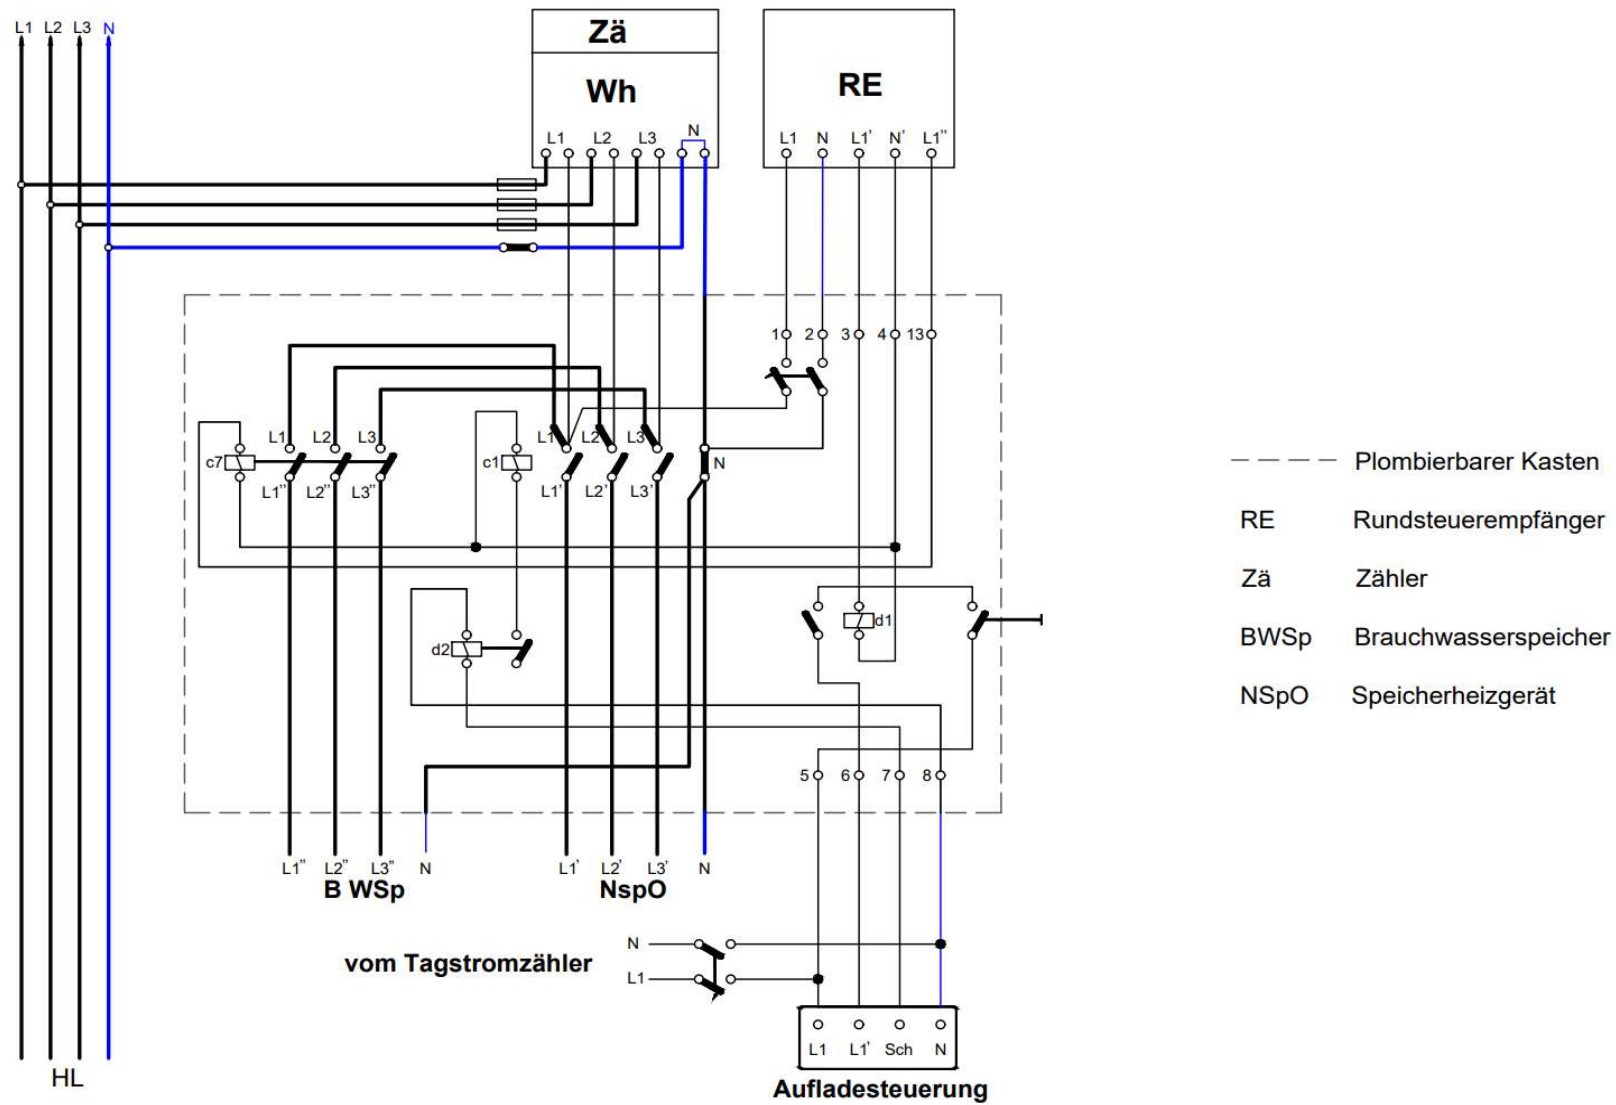 L1 L2 L3 N
Zä
Wh
L1 L2 L3 N
RE
L1 N L1' N' L1''
1 2 3 4 13
L1 L2 L3
c7
L1'' L2'' L3''
c1
L1 L2 L3
N
L1' L2' L3'
d2
d1
5 6 7 8
L1" L2" L3" N
B WSp
L1' L2' L3' N
NspO
vom Tagstromzähler
N
L1
L1 L1' Sch N
Aufladesteuerung
HL
Plombierbarer Kasten
RE Rundsteuerempfänger
Zä Zähler
BWSp Brauchwasserspeicher
NSpO Speicherheizgerät